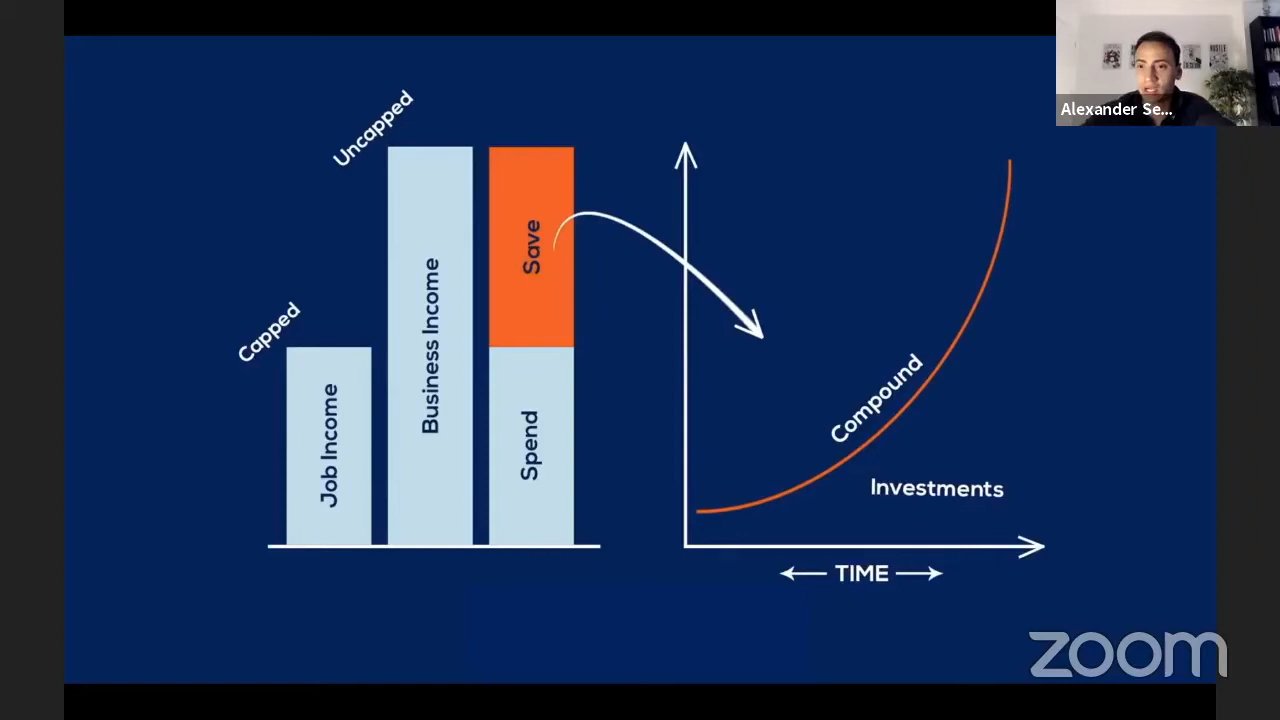 Alexander Se...
Uncapped
Capped
Job Income
Business Income
Save
Spend
Compound
Investments
TIME
zoom